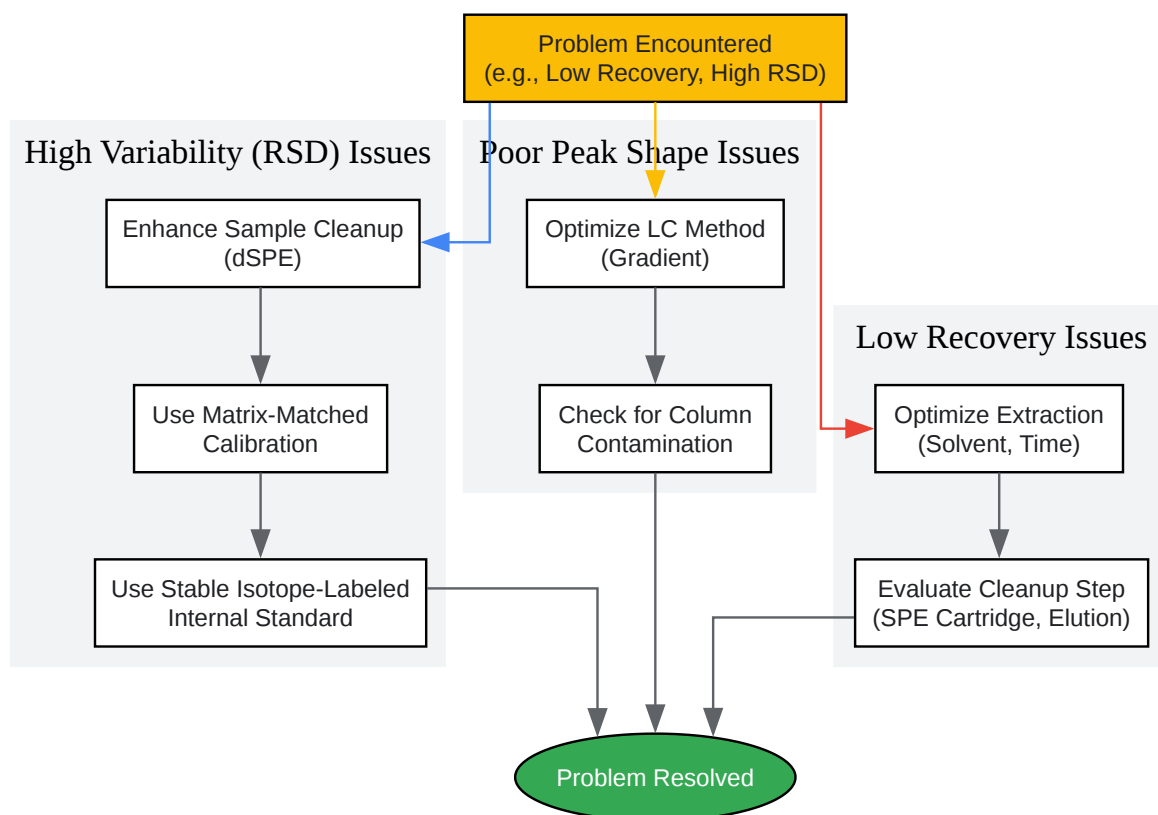 Problem Encountered
(e.g., Low Recovery, High RSD)
High Variability (RSD) Issues
Enhance Sample Cleanup
(dSPE)
Use Matrix-Matched
Calibration
Use Stable Isotope-Labeled
Internal Standard
Poor Peak Shape Issues
Optimize LC Method
(Gradient)
Check for Column
Contamination
Low Recovery Issues
Optimize Extraction
(Solvent, Time)
Evaluate Cleanup Step
(SPE Cartridge, Elution)
Problem Resolved